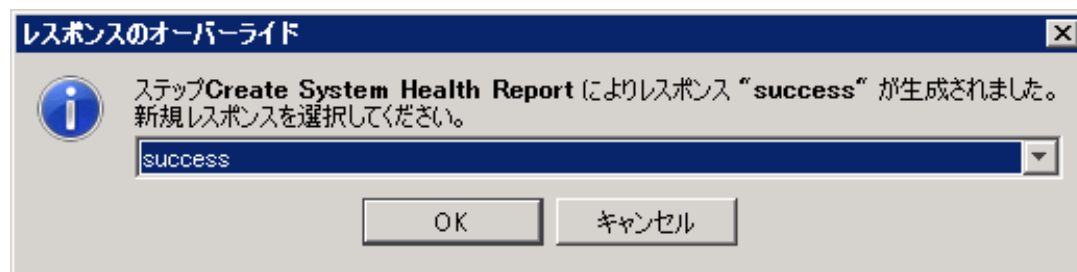 レスポンスのオーバーライド
ステップCreate System Health Report によりレスポンス “success“ が生成されました。
新規レスポンスを選択してください。
success
OK キャンセル